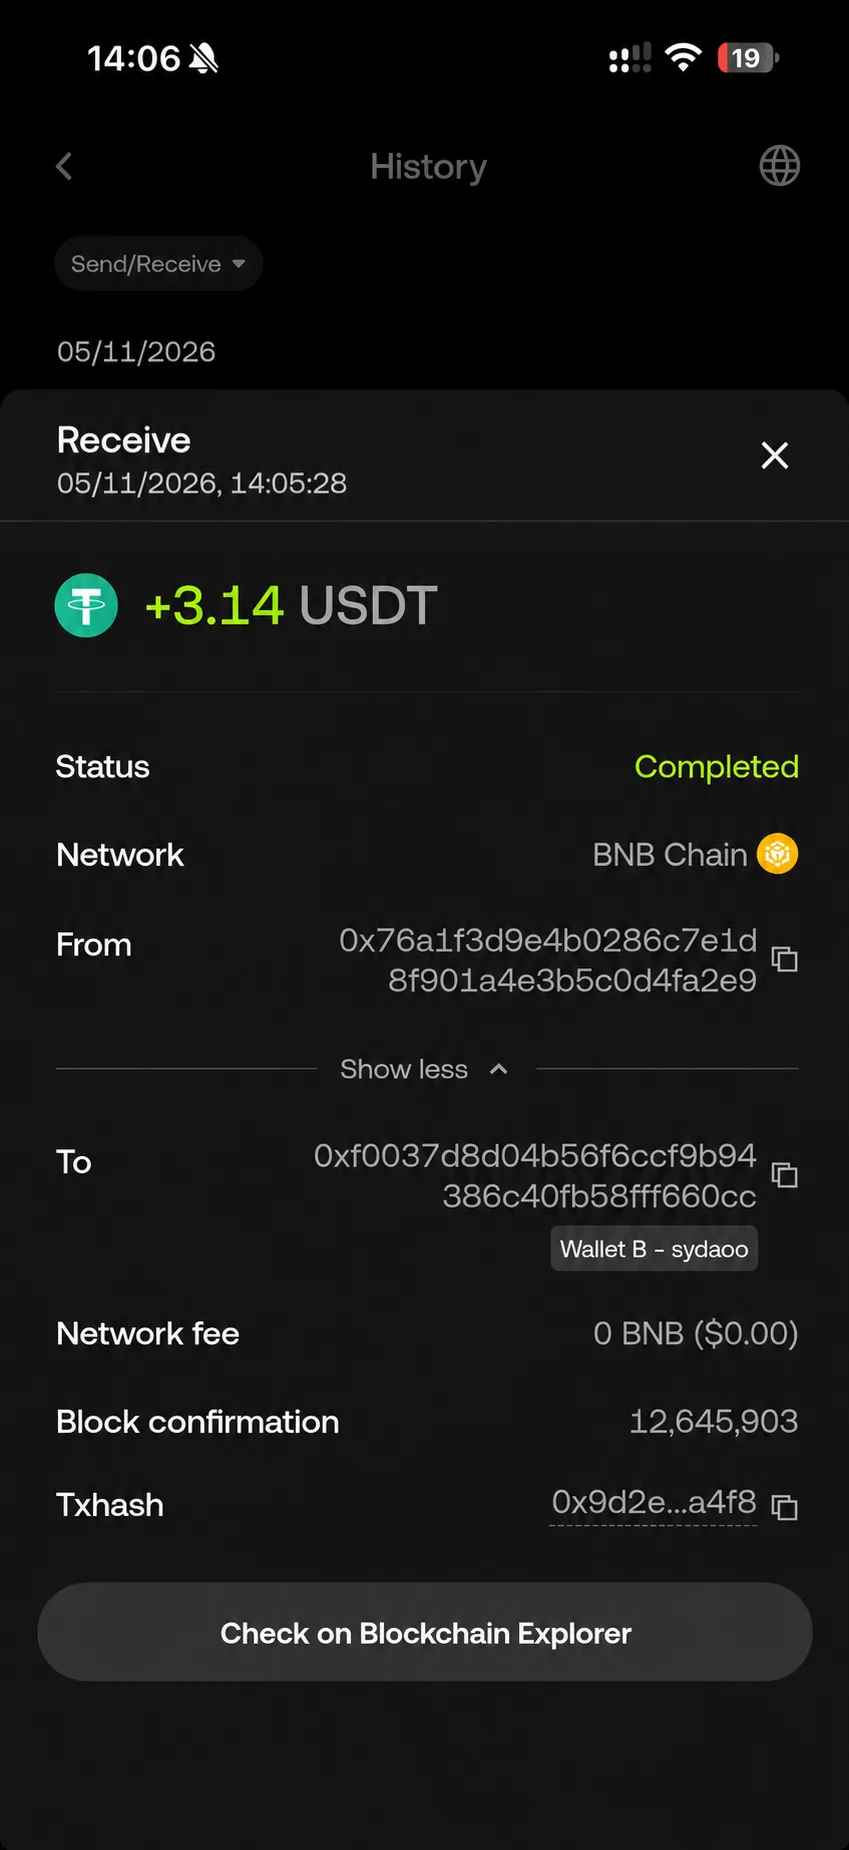 14:06
19
History
Send/Receive
05/11/2026
Receive
05/11/2026, 14:05:28
+3.14 USDT
Status
Completed
Network
BNB Chain
From
0x76a1f3d9e4b0286c7e1d
8f901a4e3b5c0d4fa2e9
Show less
To
0xf0037d8d04b56f6ccf9b94
386c40fb58fff660cc
Wallet B - sydaoo
Network fee
0 BNB ($0.00)
Block confirmation
12,645,903
Txhash
0x9d2e...a4f8
Check on Blockchain Explorer